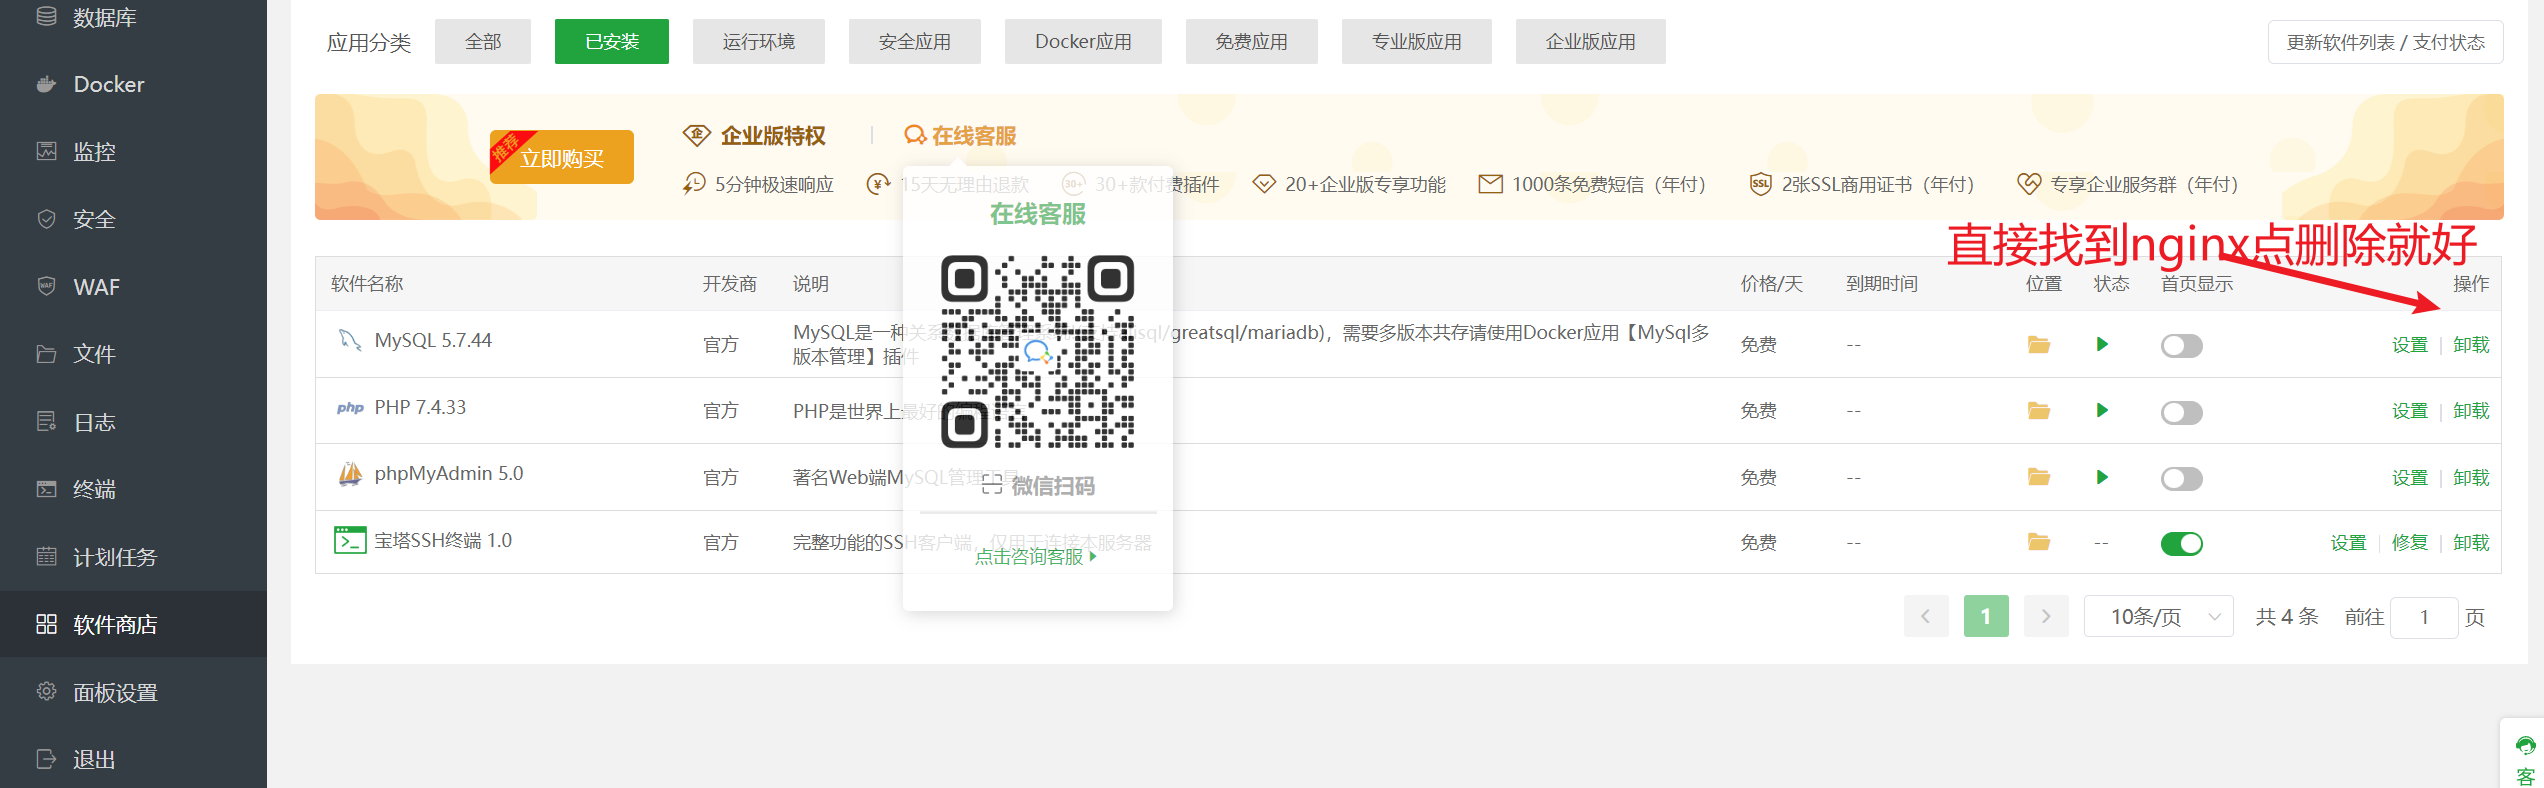 数据库
Docker
监控
安全
WAF
文件
日志
终端
计划任务
软件商店
面板设置
退出
应用分类 全部 已安装 运行环境 安全应用 Docker应用 免费应用 专业版应用 企业版应用 更新软件列表 / 支付状态
推荐 立即购买
企业版特权 在线客服
5分钟极速响应 15天无理由退款 30+款付费插件 20+企业版专享功能 1000条免费短信（年付） 2张SSL商用证书（年付） 专享企业服务群（年付）
在线客服
微信扫码
点击咨询客服
直接找到nginx点删除就好
软件名称 开发商 说明 价格/天 到期时间 位置 状态 首页显示 操作
MySQL 5.7.44 官方 MySQL是一种关系 sql/greatsql/mariadb)，需要多版本共存请使用Docker应用【MySql多
版本管理】插件 免费 -- 设置 | 卸载
PHP 7.4.33 官方 PHP是世界上最好的编程语言 免费 -- 设置 | 卸载
phpMyAdmin 5.0 官方 著名Web端MySQL管理工具 免费 -- 设置 | 卸载
宝塔SSH终端 1.0 官方 完整功能的SSH客户端，仅用于连接本服务器 免费 -- -- 设置 | 修复 | 卸载
1 10条/页 共 4 条 前往 1 页
客